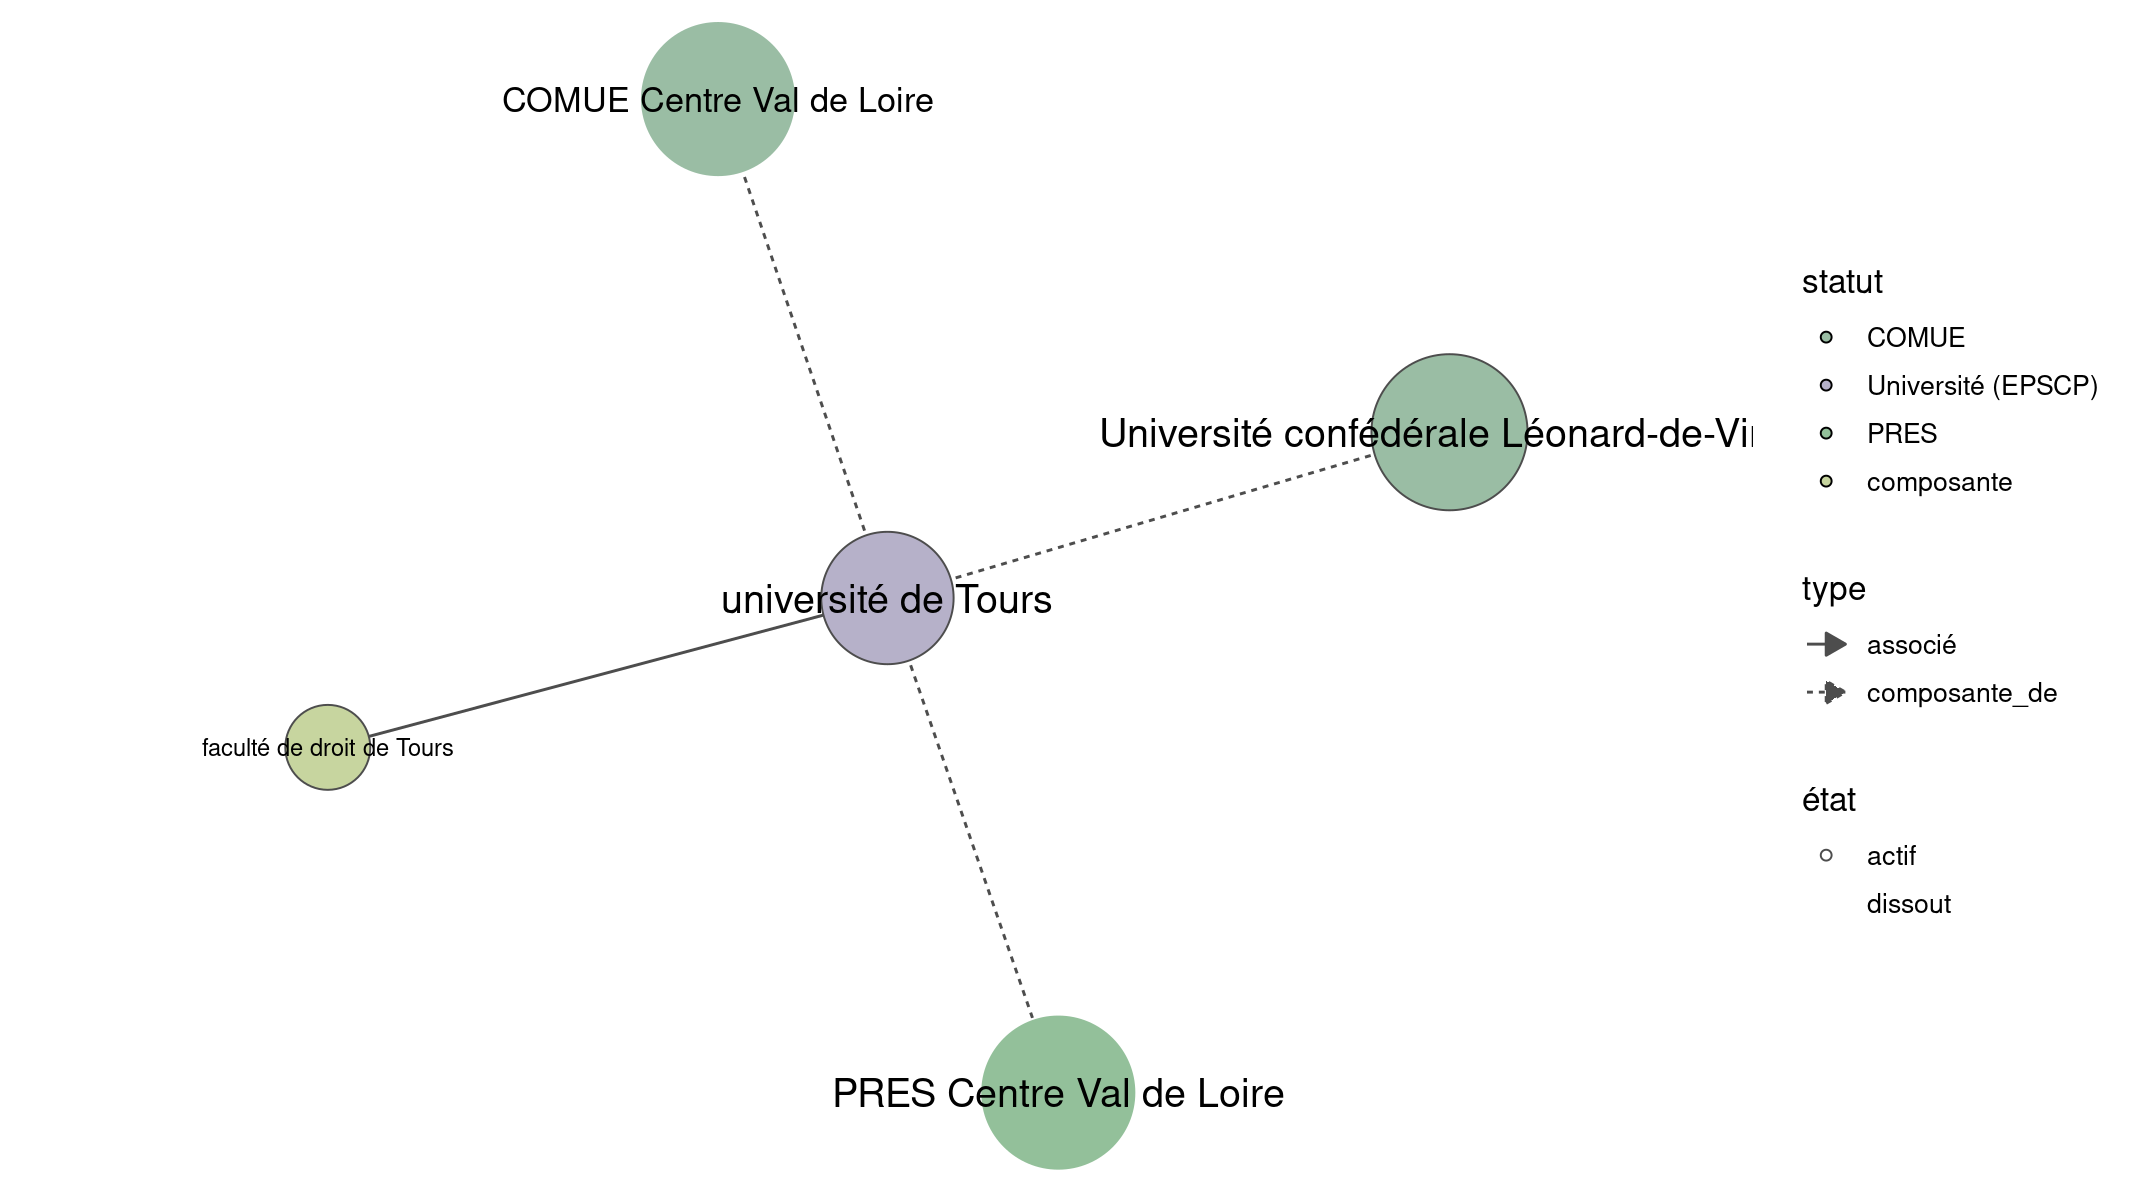 COMUE Centre Val de Loire
Université confédérale Léonard-de-Vi
université de Tours
faculté de droit de Tours
PRES Centre Val de Loire
statut
COMUE
Université (EPSCP)
PRES
composante
type
associé
composante_de
état
actif
dissout